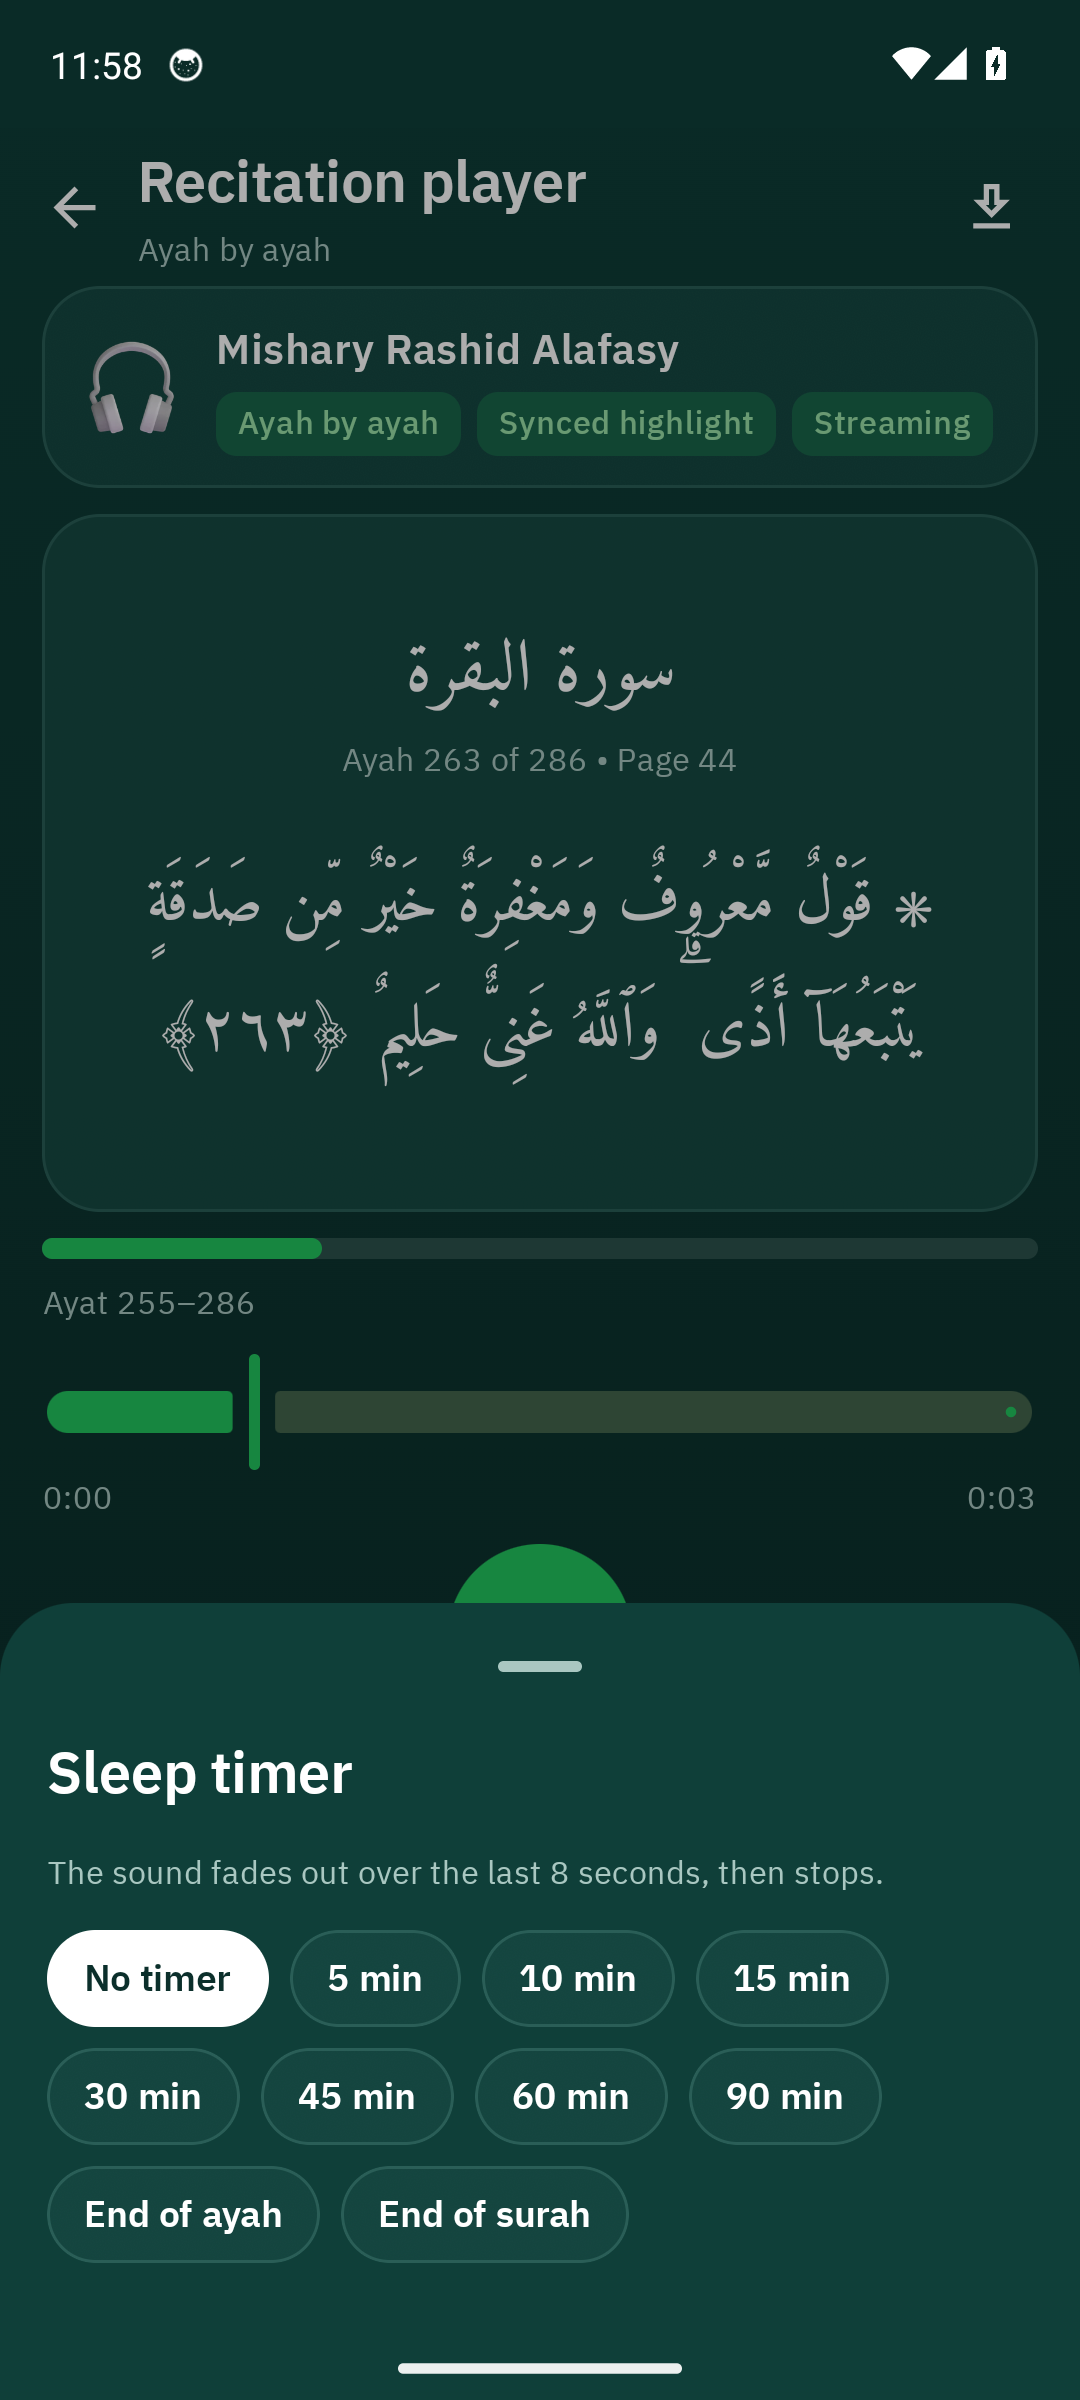 11:58
Recitation player
Ayah by ayah
Mishary Rashid Alafasy
Ayah by ayah
Synced highlight
Streaming
سورة البقرة
Ayah 263 of 286 • Page 44
* قَوْلٌ مَّعْرُوفٌ وَمَغْفِرَةٌ خَيْرٌ مِّن صَدَقَةٍ
يَتْبَعُهَآ أَذًى ۗ وَٱللَّهُ غَنِىٌّ حَلِيمٌ ﴿٢٦٣﴾
Ayat 255–286
0:00
0:03
Sleep timer
The sound fades out over the last 8 seconds, then stops.
No timer
5 min
10 min
15 min
30 min
45 min
60 min
90 min
End of ayah
End of surah